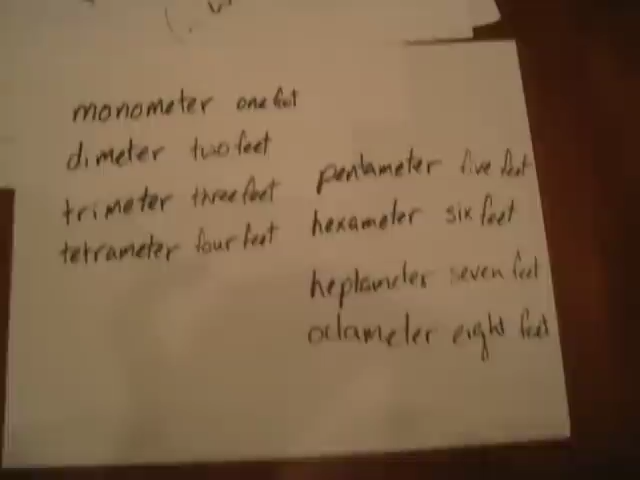 monometer one foot
dimeter two feet
trimeter three feet
tetrameter four feet
pentameter five feet
hexameter six feet
heptameter seven feet
octameter eight feet